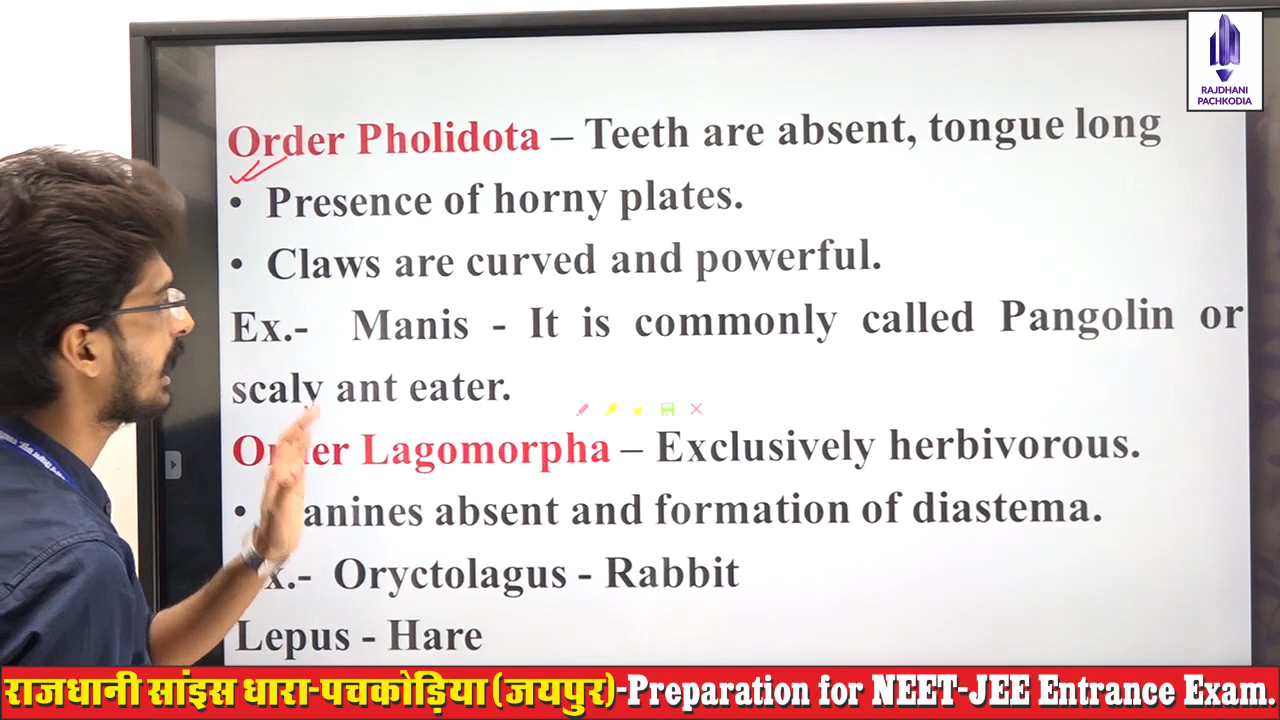 RAJDHANI
PACHKODIA
Order Pholidota – Teeth are absent, tongue long
• Presence of horny plates.
• Claws are curved and powerful.
Ex.- Manis - It is commonly called Pangolin or
scaly ant eater.
Order Lagomorpha – Exclusively herbivorous.
• anines absent and formation of diastema.
x.- Oryctolagus - Rabbit
Lepus - Hare
राजधानी सांइस धारा-पचकोड़िया (जयपुर)-Preparation for NEET-JEE Entrance Exam.